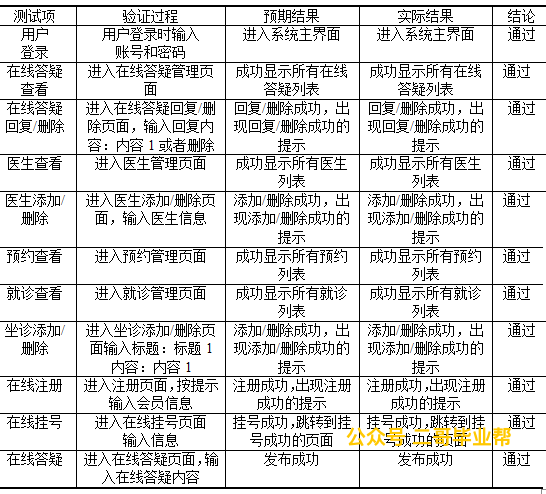 测试项 验证过程 预期结果 实际结果 结论
用户 用户登录时输入 进入系统主界面 进入系统主界面 通过
登录 账号和密码
在线答疑 进入在线答疑管理页 成功显示所有在线 成功显示所有在线 通过
查看 面 答疑列表 答疑列表
在线答疑 进入在线答疑回复/删 回复/删除成功，出 回复/删除成功，出 通过
回复/删除 除页面，输入回复内 现回复/删除成功的 现回复/删除成功的
容：内容 1 或者删除 提示 提示
医生查看 进入医生管理页面 成功显示所有医生 成功显示所有医生 通过
列表 列表
医生添加/ 进入医生添加/删除页 添加/删除成功，出 添加/删除成功，出 通过
删除 面，输入医生信息 现添加/删除成功的 现添加/删除成功的
提示 提示
预约查看 进入预约管理页面 成功显示所有预约 成功显示所有预约 通过
列表 列表
就诊查看 进入就诊管理页面 成功显示所有就诊 成功显示所有就诊 通过
列表 列表
坐诊添加/ 进入坐诊添加/删除页 添加/删除成功，出 添加/删除成功，出 通过
删除 面输入标题：标题 1 现添加/删除成功的 现添加/删除成功的
内容：内容 1 提示 提示
在线注册 进入注册页面，按提示 注册成功，出现注册 注册成功，出现注册 通过
输入会员信息 成功的提示 成功的提示
在线挂号 进入在线挂号页面 挂号成功，跳转到挂 挂号成功，跳转到挂 通过
输入信息 号成功的页面 号成功的页面
公众号 二哥毕业帮
在线答疑 进入在线答疑页面，输 发布成功 发布成功 通过
入在线答疑内容